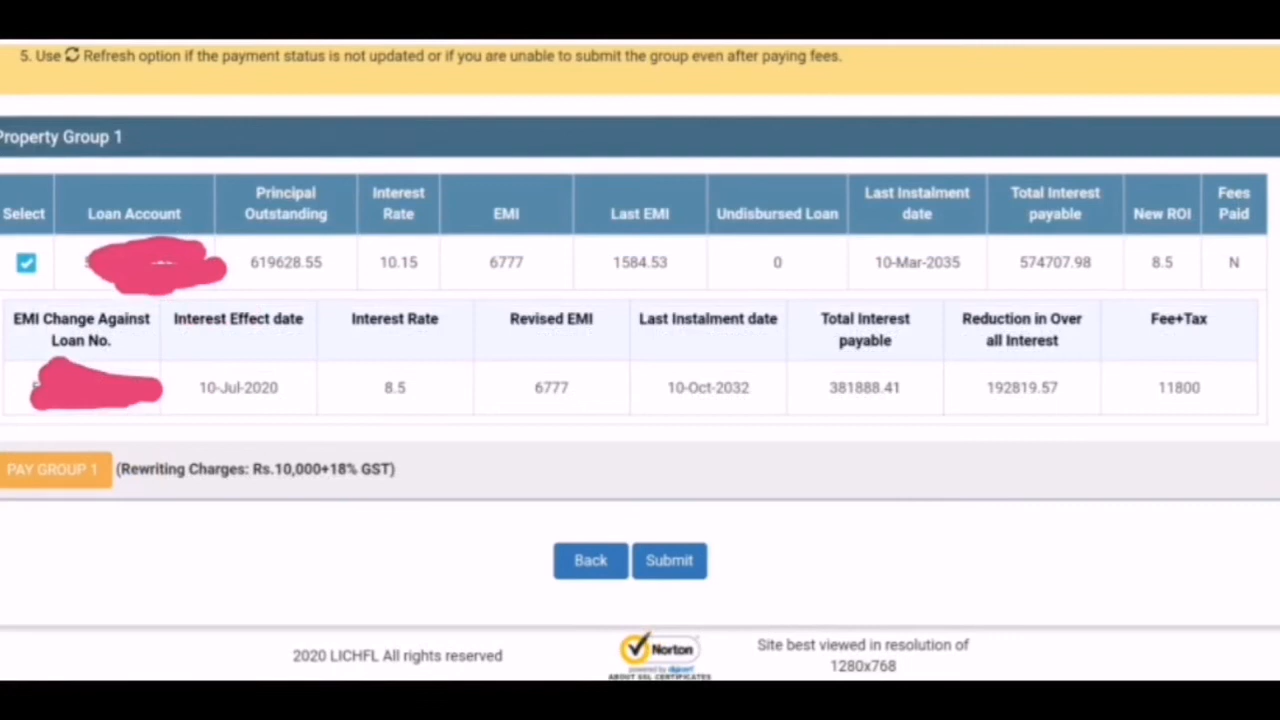 5. Use Refresh option if the payment status is not updated or if you are unable to submit the group even after paying fees.
Property Group 1
Select Loan Account Principal Outstanding Interest Rate EMI Last EMI Undisbursed Loan Last Instalment date Total Interest payable New ROI Fees Paid
619628.55 10.15 6777 1584.53 0 10-Mar-2035 574707.98 8.5 N
EMI Change Against Loan No. Interest Effect date Interest Rate Revised EMI Last Instalment date Total Interest payable Reduction in Over all Interest Fee+Tax
10-Jul-2020 8.5 6777 10-Oct-2032 381888.41 192819.57 11800
PAY GROUP 1 (Rewriting Charges: Rs.10,000+18% GST)
Back Submit
2020 LICHFL All rights reserved
Norton
powered by digicert
ABOUT SSL CERTIFICATES
Site best viewed in resolution of
1280x768